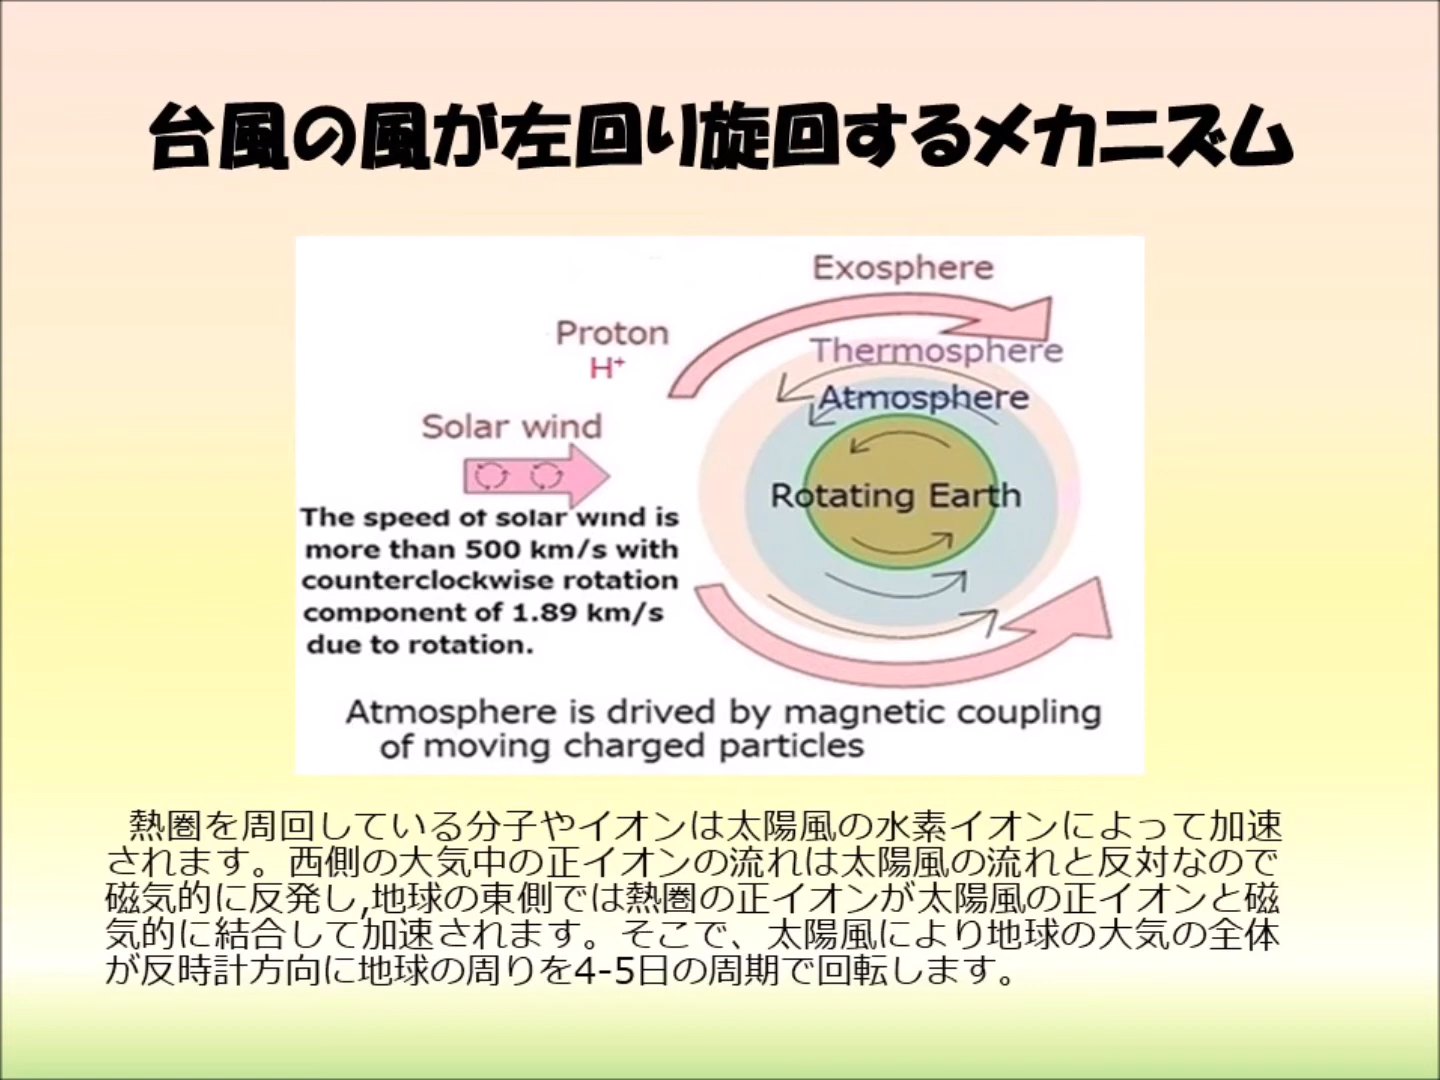 台風の風が左回り旋回するメカニズム
Exosphere
Proton
H+
Thermosphere
Atmosphere
Solar wind
Rotating Earth
The speed of solar wind is
more than 500 km/s with
counterclockwise rotation
component of 1.89 km/s
due to rotation.
Atmosphere is drived by magnetic coupling
of moving charged particles
熱圏を周回している分子やイオンは太陽風の水素イオンによって加速
されます。西側の大気中の正イオンの流れは太陽風の流れと反対なので
磁気的に反発し,地球の東側では熱圏の正イオンが太陽風の正イオンと磁
気的に結合して加速されます。そこで、太陽風により地球の大気の全体
が反時計方向に地球の周りを4-5日の周期で回転します。